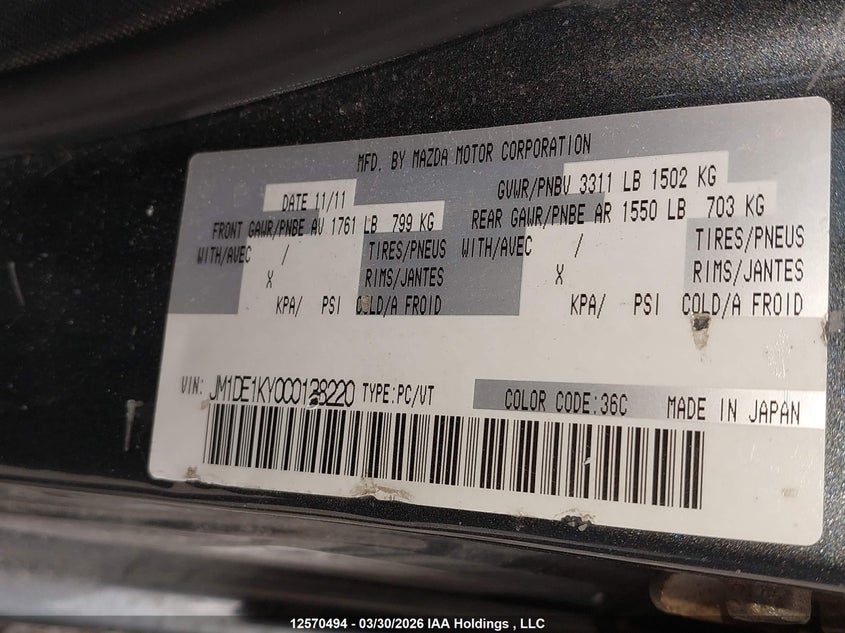 MFD. BY MAZDA MOTOR CORPORATION
DATE 11/11 GVWR/PNBV 3311 LB 1502 KG
FRONT GAWR/PNBE AV 1761 LB 799 KG REAR GAWR/PNBE AR 1550 LB 703 KG
WITH/AVEC / TIRES/PNEUS WITH/AVEC / TIRES/PNEUS
X RIMS/JANTES X RIMS/JANTES
KPA/ PSI COLD/A FROID KPA/ PSI COLD/A FROID
VIN: JM1DE1KY0C0138220 TYPE:PC/VT COLOR CODE:36C MADE IN JAPAN
12570494 - 03/30/2026 IAA Holdings , LLC